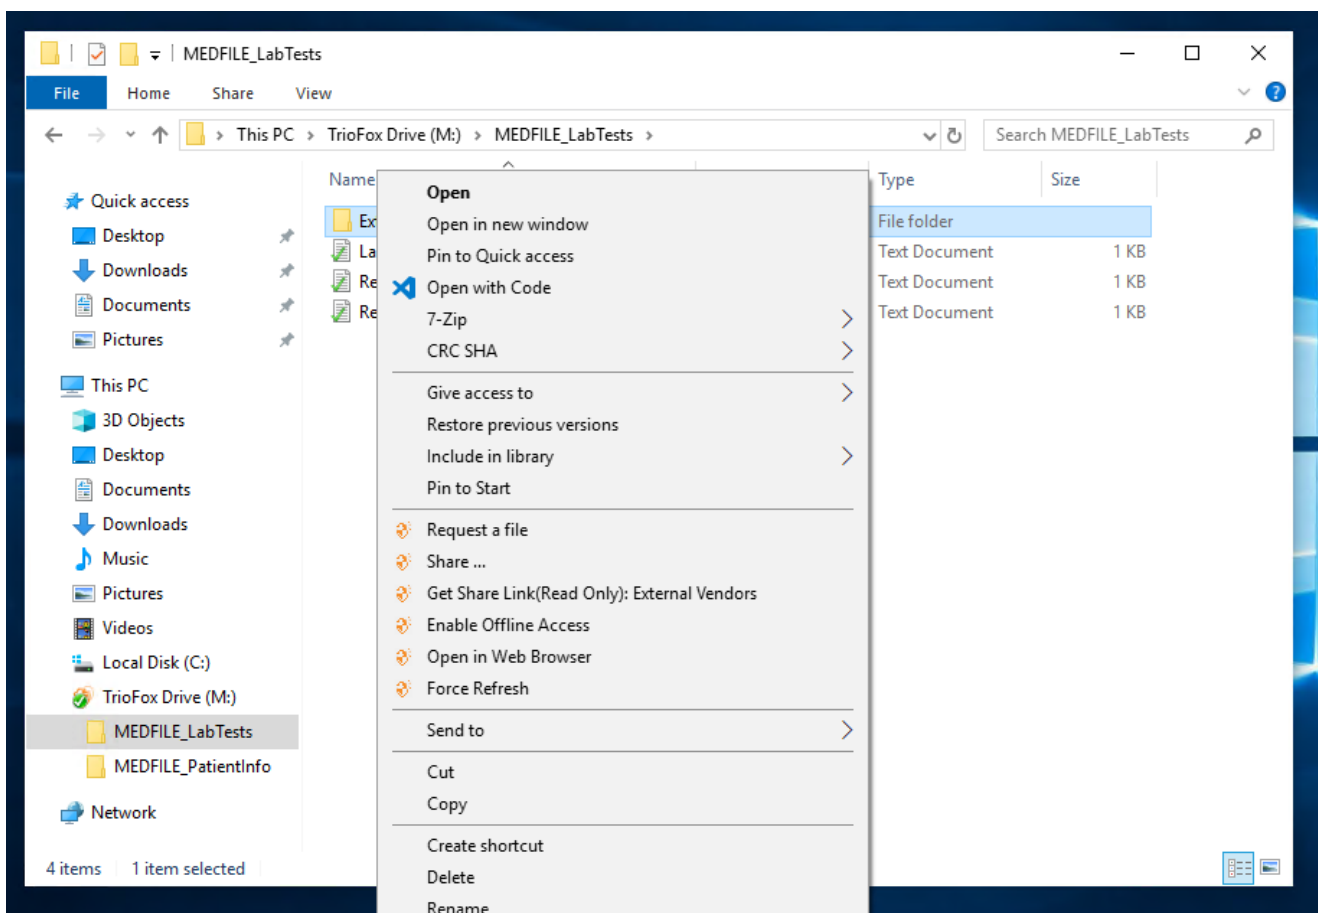 MEDFILE_LabTests
File Home Share View
This PC TrioFox Drive (M:) MEDFILE_LabTests Search MEDFILE_LabTests
Name Type Size
Quick access
Desktop
Downloads
Documents
Pictures
This PC
3D Objects
Desktop
Documents
Downloads
Music
Pictures
Videos
Local Disk (C:)
TrioFox Drive (M:)
MEDFILE_LabTests
MEDFILE_PatientInfo
Network
Ex File folder
La Text Document 1 KB
Re Text Document 1 KB
Re Text Document 1 KB
Open
Open in new window
Pin to Quick access
Open with Code
7-Zip
CRC SHA
Give access to
Restore previous versions
Include in library
Pin to Start
Request a file
Share ...
Get Share Link(Read Only): External Vendors
Enable Offline Access
Open in Web Browser
Force Refresh
Send to
Cut
Copy
Create shortcut
Delete
Rename
4 items 1 item selected